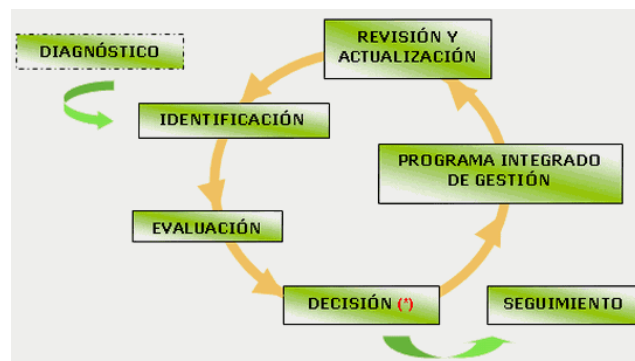 DIAGNÓSTICO
REVISIÓN Y
ACTUALIZACIÓN
IDENTIFICACIÓN
PROGRAMA INTEGRADO
DE GESTIÓN
EVALUACIÓN
DECISIÓN (*)
SEGUIMIENTO